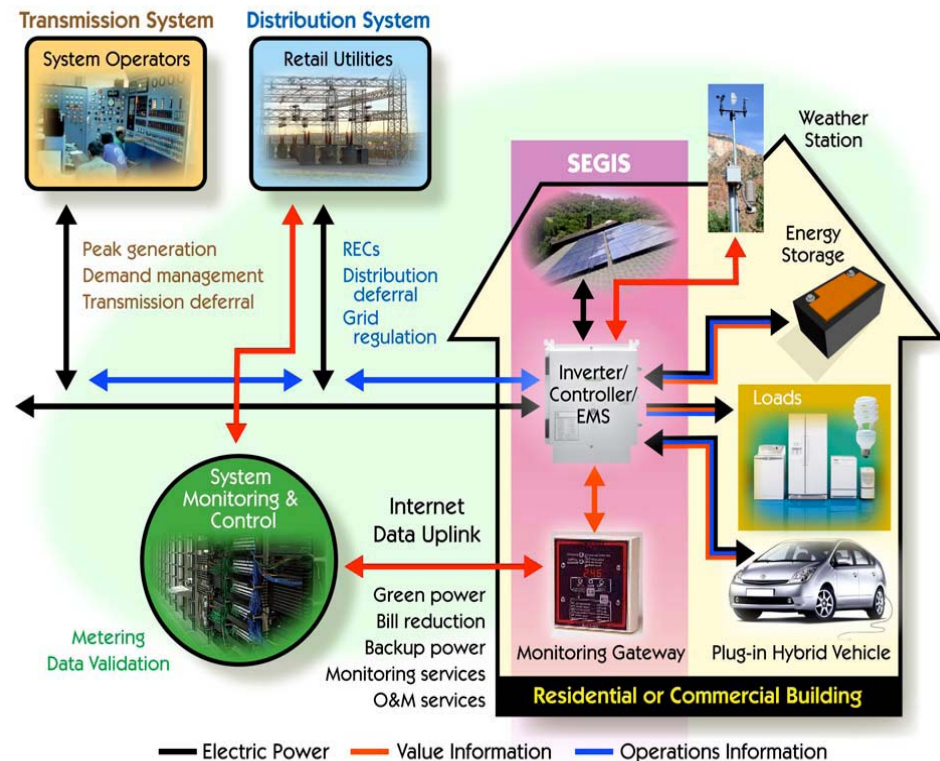 Transmission System
Distribution System
System Operators
Retail Utilities
Weather
Station
SEGIS
Peak generation
Demand management
Transmission deferral
RECs
Distribution
deferral
Grid
regulation
Energy
Storage
Inverter/
Controller/
EMS
Loads
System
Monitoring &
Control
Internet
Data Uplink
Green power
Bill reduction
Backup power
Monitoring services
O&M services
Metering
Data Validation
Monitoring Gateway
Plug-in Hybrid Vehicle
Residential or Commercial Building
Electric Power
Value Information
Operations Information